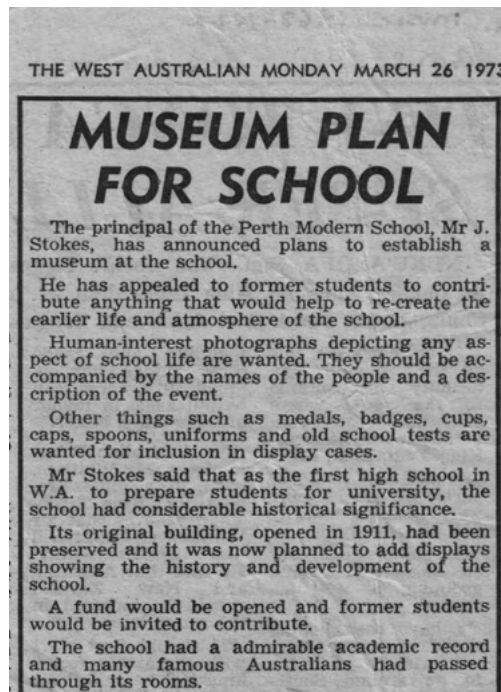 THE WEST AUSTRALIAN MONDAY MARCH 26 1973
MUSEUM PLAN
FOR SCHOOL
The principal of the Perth Modern School, Mr J.
Stokes, has announced plans to establish a
museum at the school.
He has appealed to former students to contri-
bute anything that would help to re-create the
earlier life and atmosphere of the school.
Human-interest photographs depicting any as-
pect of school life are wanted. They should be ac-
companied by the names of the people and a des-
cription of the event.
Other things such as medals, badges, cups,
caps, spoons, uniforms and old school tests are
wanted for inclusion in display cases.
Mr Stokes said that as the first high school in
W.A. to prepare students for university, the
school had considerable historical significance.
Its original building, opened in 1911, had been
preserved and it was now planned to add displays
showing the history and development of the
school.
A fund would be opened and former students
would be invited to contribute.
The school had a admirable academic record
and many famous Australians had passed
through its rooms.